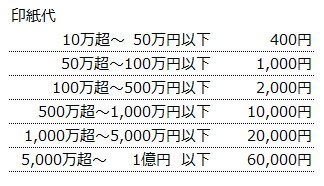 印紙代
10万超～ 50万円以下 400円
50万超～100万円以下 1,000円
100万超～500万円以下 2,000円
500万超～1,000万円以下 10,000円
1,000万超～5,000万円以下 20,000円
5,000万超～ 1億円 以下 60,000円